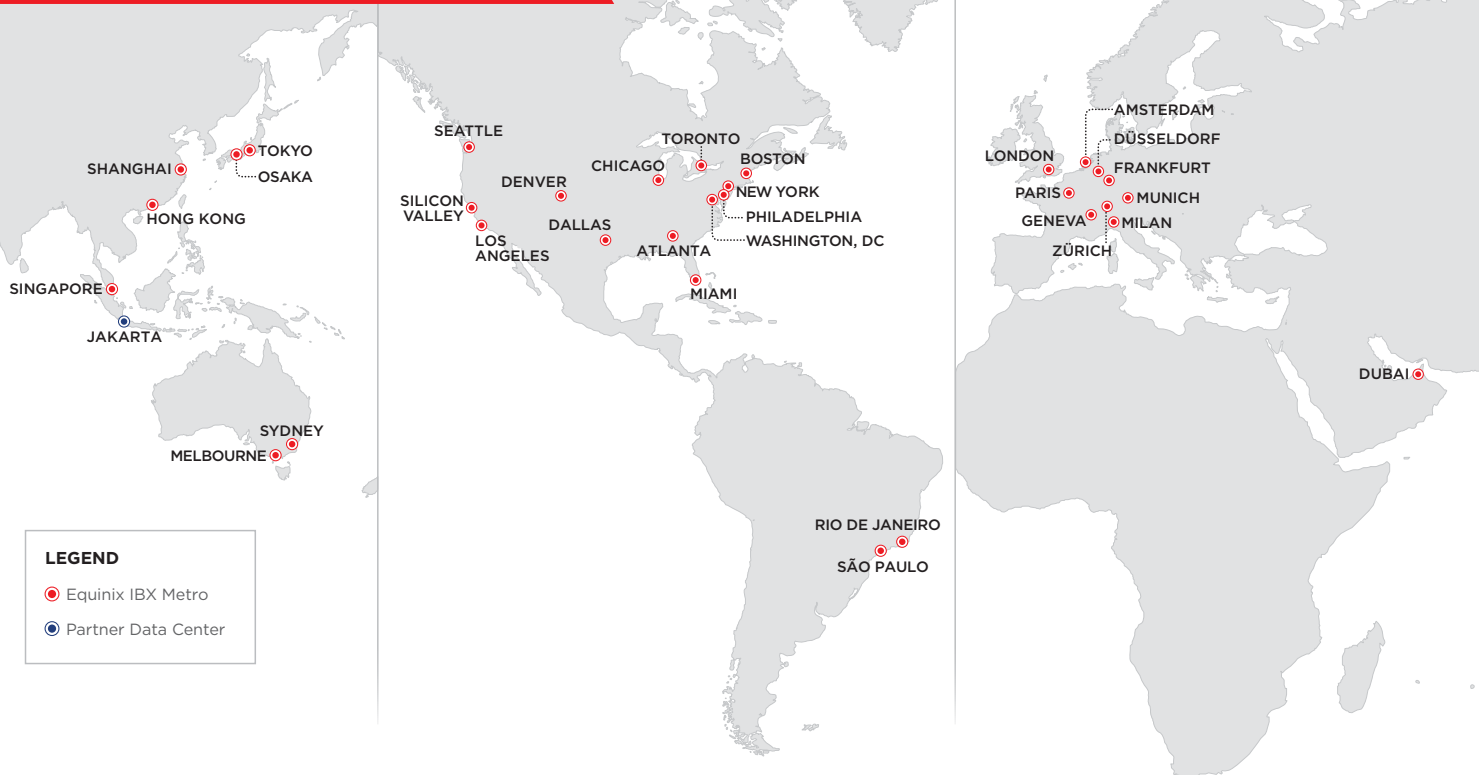 TOKYO
OSAKA
SHANGHAI
HONG KONG
SINGAPORE
JAKARTA
SYDNEY
MELBOURNE
LEGEND
Equinix IBX Metro
Partner Data Center
SEATTLE
TORONTO
CHICAGO
BOSTON
DENVER
NEW YORK
SILICON
VALLEY
PHILADELPHIA
DALLAS
LOS
ANGELES
WASHINGTON, DC
ATLANTA
MIAMI
RIO DE JANEIRO
SÃO PAULO
AMSTERDAM
DÜSSELDORF
LONDON
FRANKFURT
PARIS
MUNICH
GENEVA
MILAN
ZÜRICH
DUBAI